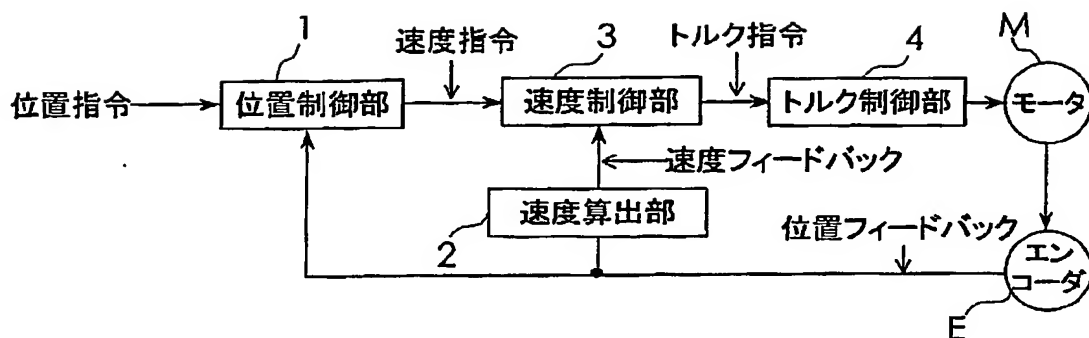 1
速度指令
3
トルク指令
4
M
位置指令
位置制御部
速度制御部
トルク制御部
モータ
速度フィードバック
速度算出部
2
位置フィードバック
エン
コーダ
E